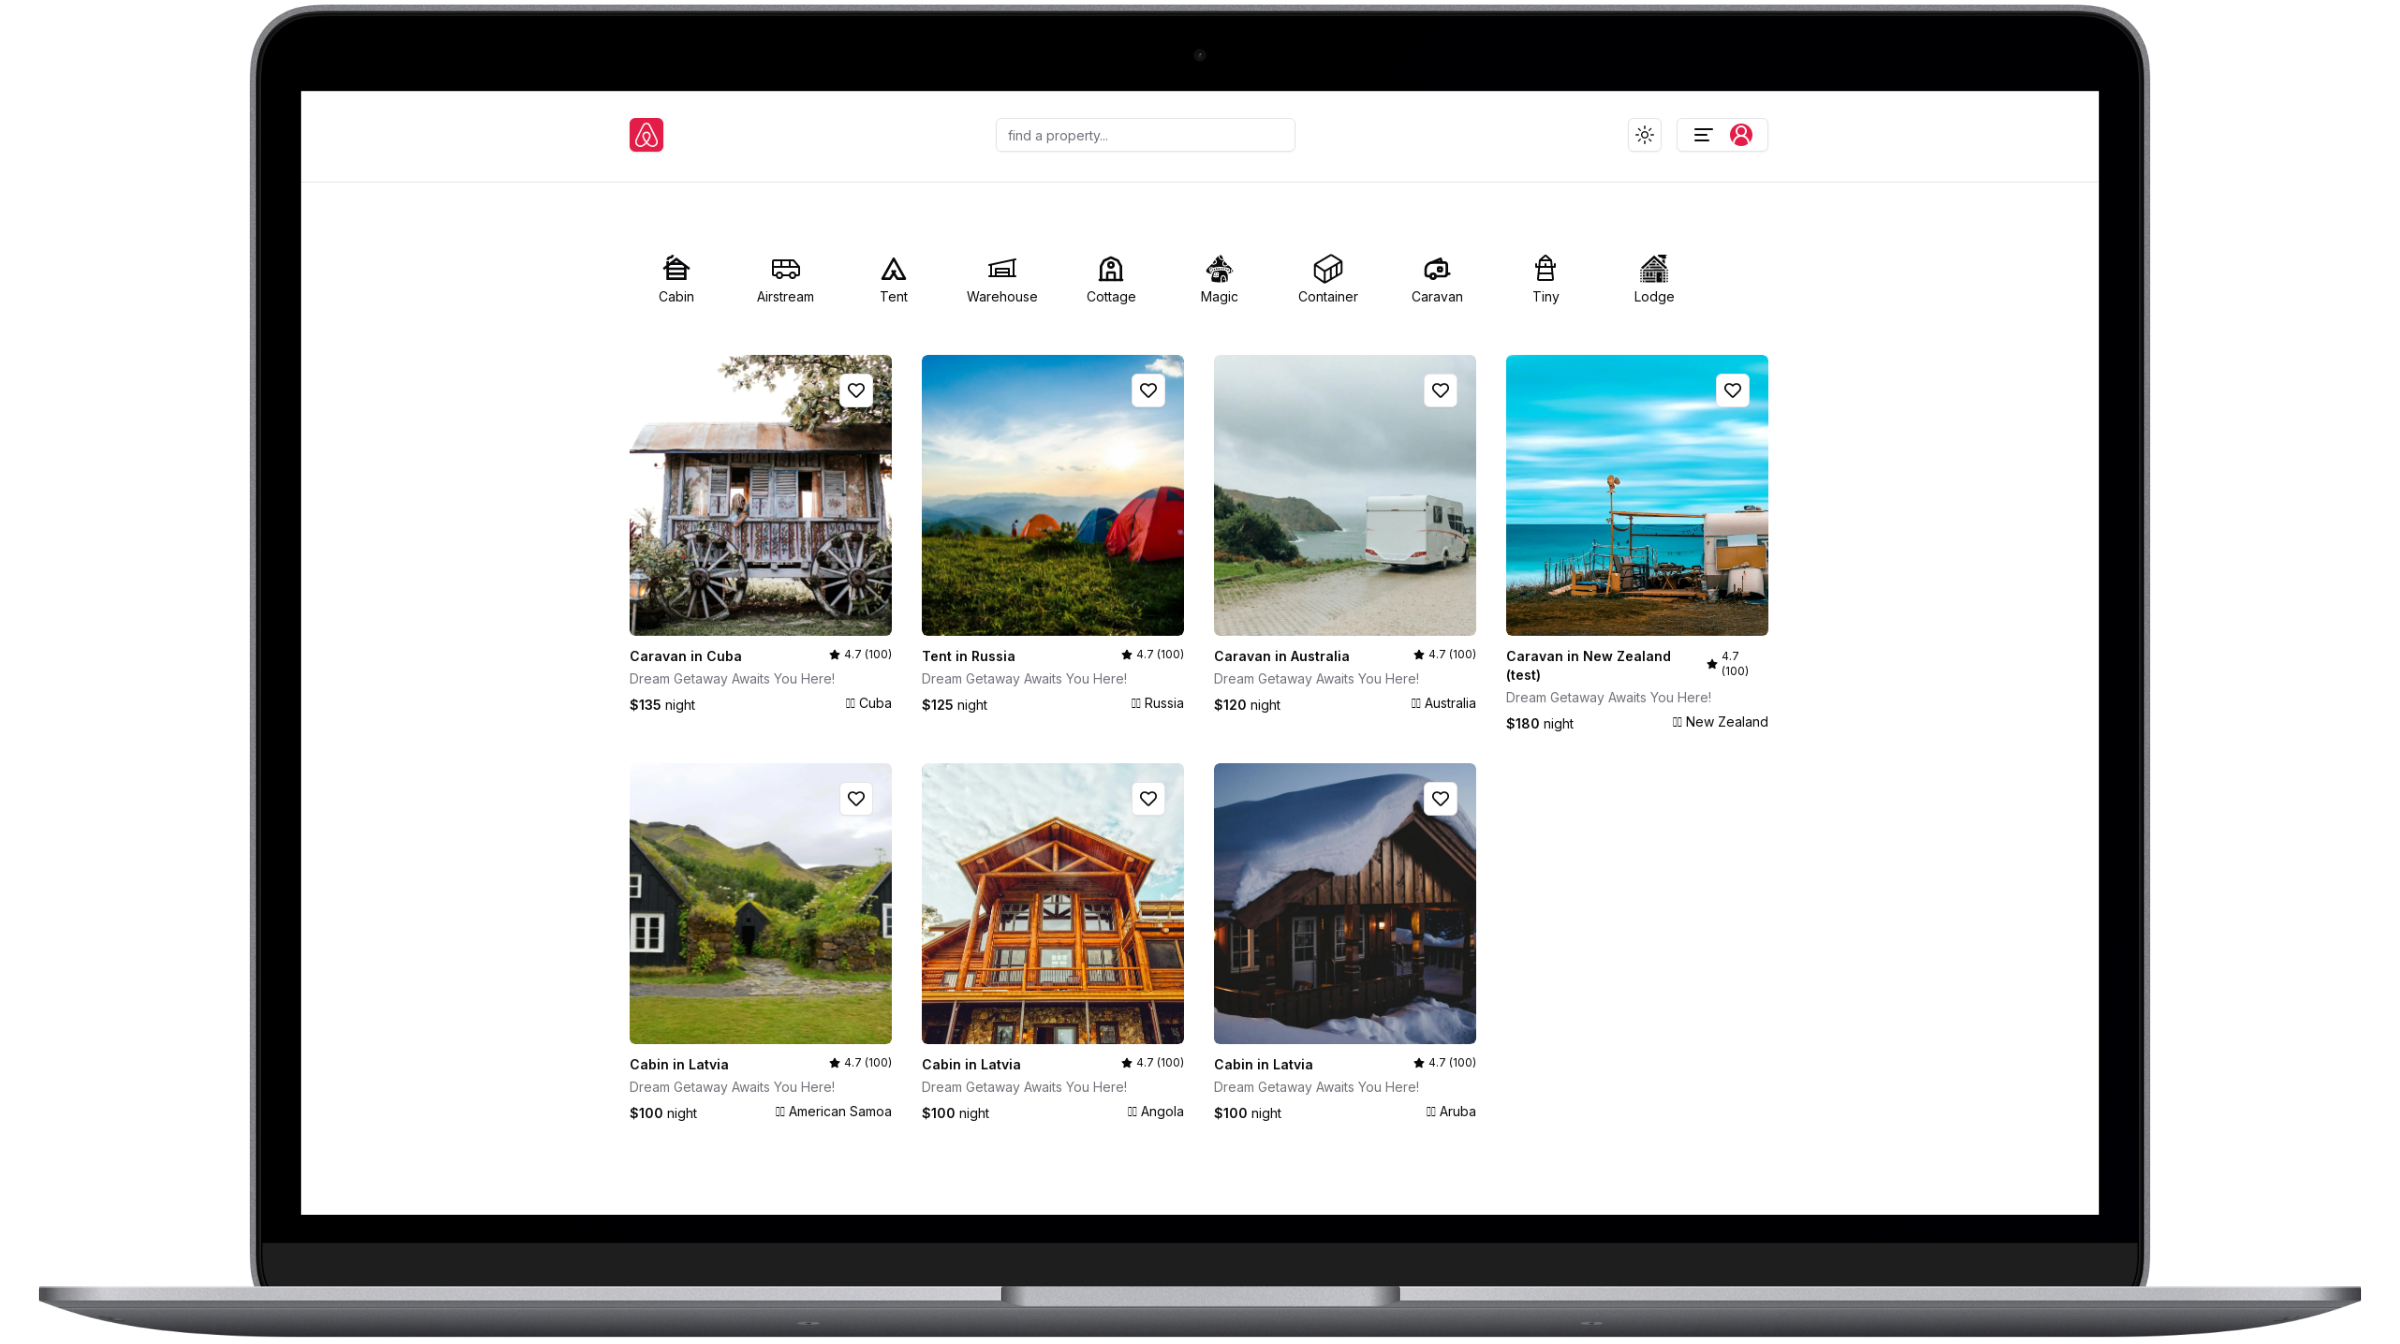 find a property...
Cabin
Airstream
Tent
Warehouse
Cottage
Magic
Container
Caravan
Tiny
Lodge
Caravan in Cuba
4.7 (100)
Dream Getaway Awaits You Here!
$135 night
Cuba
Tent in Russia
4.7 (100)
Dream Getaway Awaits You Here!
$125 night
Russia
Caravan in Australia
4.7 (100)
Dream Getaway Awaits You Here!
$120 night
Australia
Caravan in New Zealand
(test)
4.7
(100)
Dream Getaway Awaits You Here!
$180 night
New Zealand
Cabin in Latvia
4.7 (100)
Dream Getaway Awaits You Here!
$100 night
American Samoa
Cabin in Latvia
4.7 (100)
Dream Getaway Awaits You Here!
$100 night
Angola
Cabin in Latvia
4.7 (100)
Dream Getaway Awaits You Here!
$100 night
Aruba